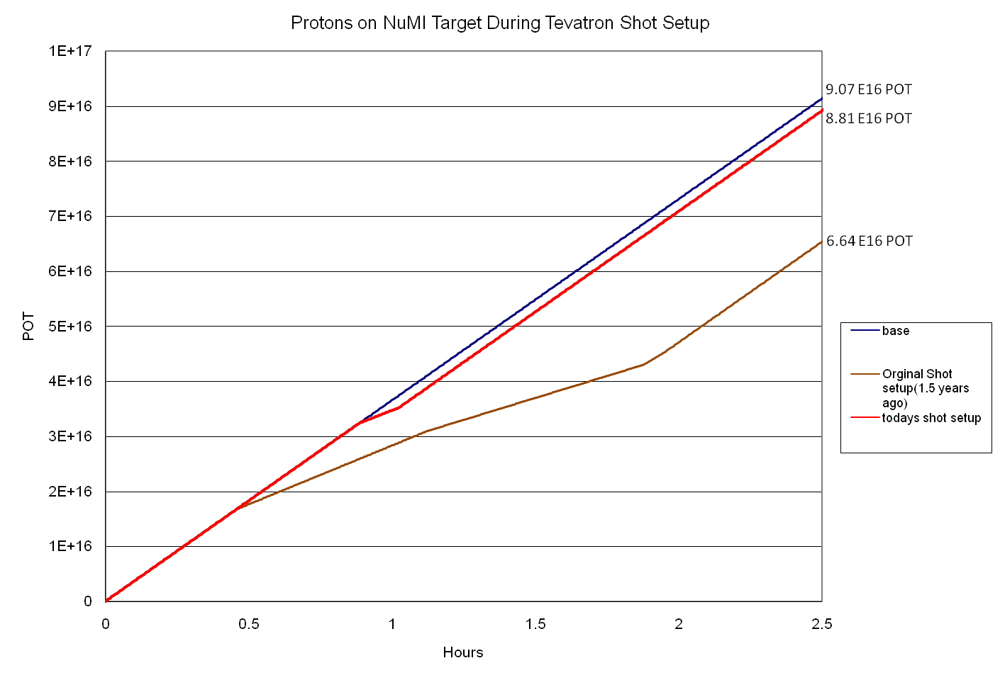 Protons on NuMI Target During Tevatron Shot Setup
1E+17
9.07 E16 POT
9E+16
8.81 E16 POT
8E+16
7E+16
6.64 E16 POT
6E+16
POT
5E+16
4E+16
3E+16
2E+16
1E+16
0
base
Orginal Shot
setup(1.5 years
ago)
todays shot setup
0 0.5 1 1.5 2 2.5
Hours